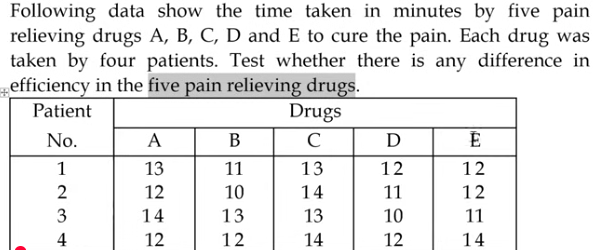 Following data show the time taken in minutes by five pain
relieving drugs A, B, C, D and E to cure the pain. Each drug was
taken by four patients. Test whether there is any difference in
efficiency in the five pain relieving drugs.
Patient Drugs
No. A B C D E
1 13 11 13 12 12
2 12 10 14 11 12
3 14 13 13 10 11
4 12 12 14 12 14